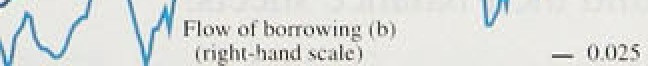 Flow of borrowing (b)
(right-hand scale)
— 0.025